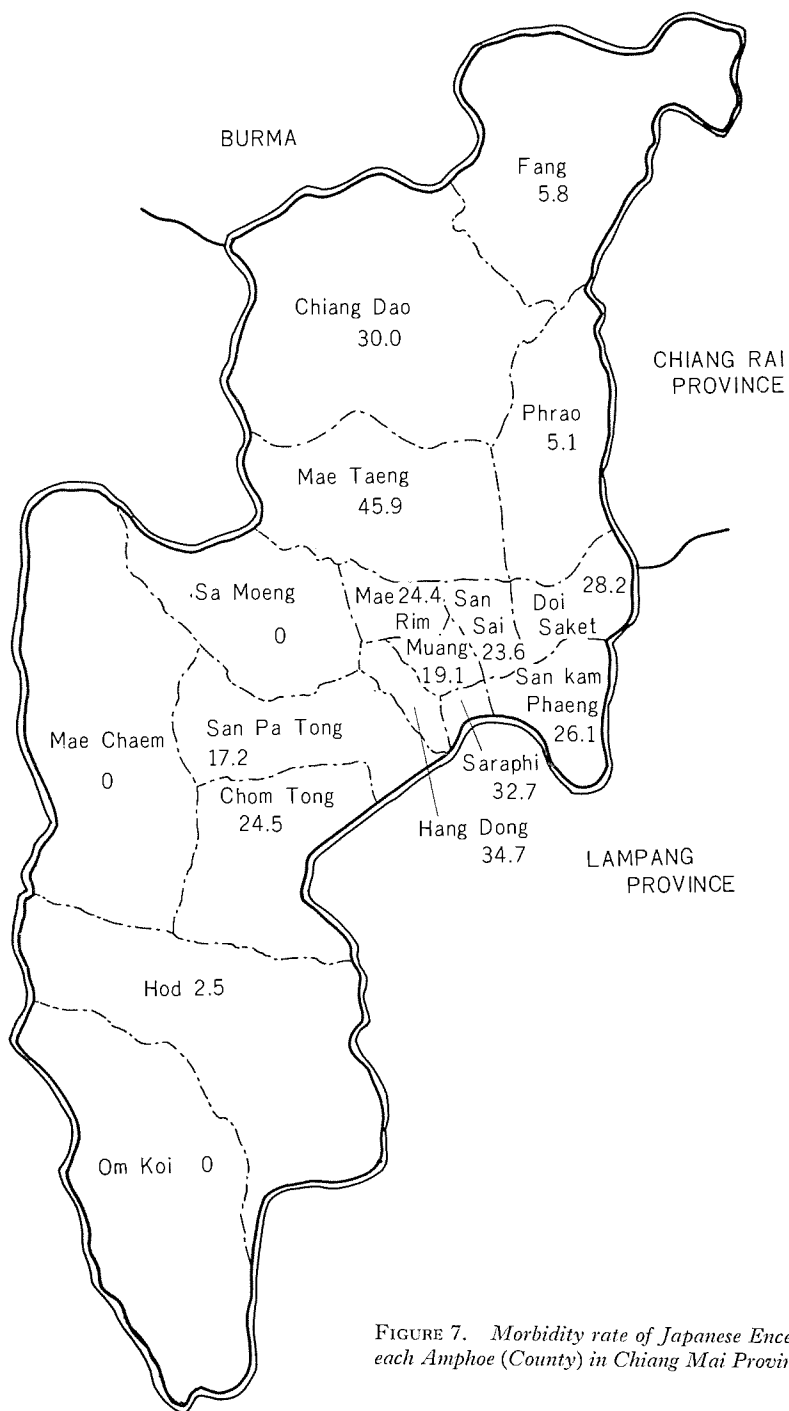 BURMA
Fang
5.8
Chiang Dao
30.0
CHIANG RAI
PROVINCE
Phrao
5.1
Mae Taeng
45.9
Sa Moeng
0
Mae 24.4
Rim
San
Sai
23.6
Doi
Saket
28.2
Muang
19.1
San kam
Phaeng
26.1
Mae Chaem
0
San Pa Tong
17.2
Chom Tong
24.5
Saraphi
32.7
Hang Dong
34.7
LAMPANG
PROVINCE
Hod 2.5
Om Koi 0
FIGURE 7. Morbidity rate of Japanese
each Amphoe (County) in Chiang Mai